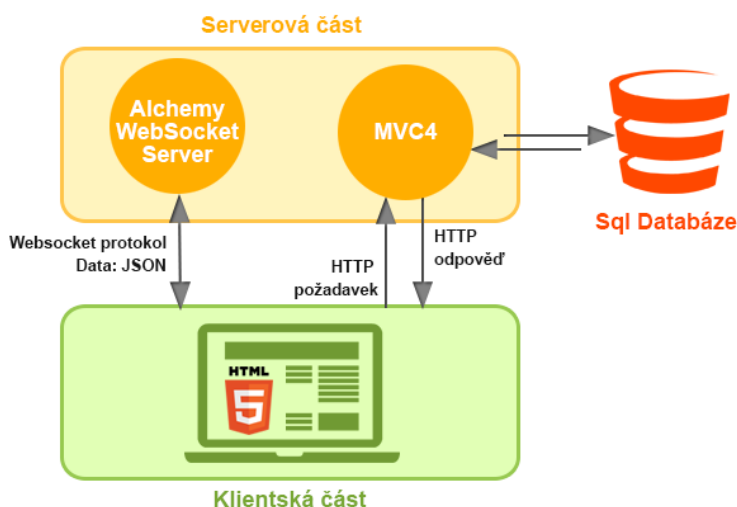 Serverová část
Alchemy
WebSocket
Server
MVC4
Sql Databáze
Websocket protokol
Data: JSON
HTTP
požadavek
HTTP
odpověď
HTML
5
Klientská část